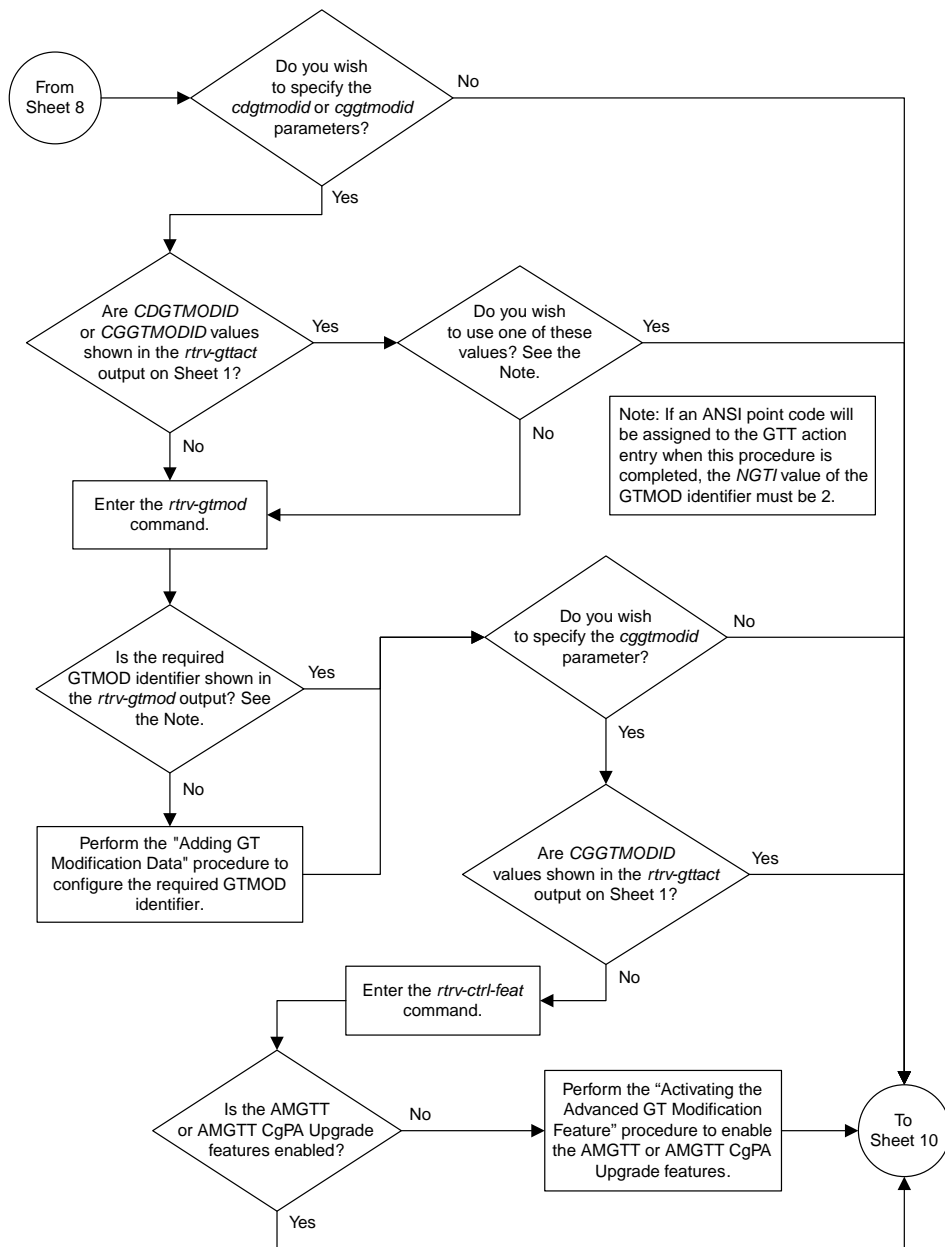 From
Sheet 8
Do you wish
to specify the
cdgtmodid or cggtmodid
parameters?
No
Yes
Are CDGTMODID
or CGGTMODID values
shown in the rtrv-gttact
output on Sheet 1?
Yes
Do you wish
to use one of these
values? See the
Note.
Yes
No
No
Note: If an ANSI point code will
be assigned to the GTT action
entry when this procedure is
completed, the NGTI value of the
GTMOD identifier must be 2.
Enter the rtrv-gtmod
command.
Is the required
GTMOD identifier shown in
the rtrv-gtmod output? See
the Note.
Yes
Do you wish
to specify the cggtmodid
parameter?
No
Yes
No
Perform the "Adding GT
Modification Data" procedure to
configure the required GTMOD
identifier.
Are CGGTMODID
values shown in the rtrv-gttact
output on Sheet 1?
Yes
No
Enter the rtrv-ctrl-feat
command.
Is the AMGTT
or AMGTT CgPA Upgrade
features enabled?
No
Perform the “Activating the
Advanced GT Modification
Feature” procedure to enable
the AMGTT or AMGTT CgPA
Upgrade features.
To
Sheet 10
Yes